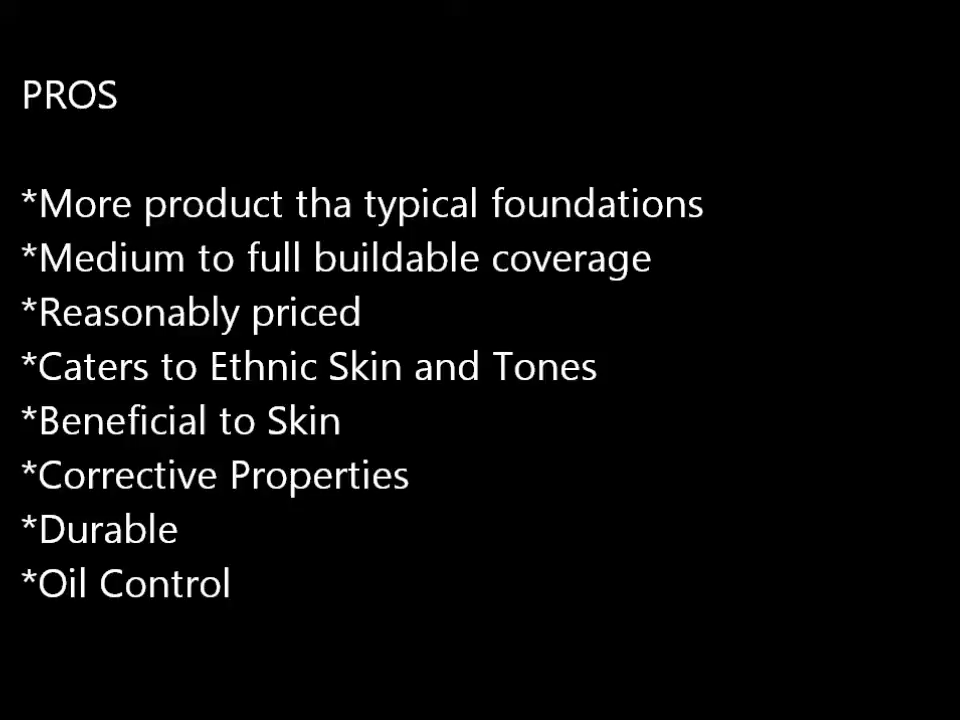 PROS
*More product tha typical foundations
*Medium to full buildable coverage
*Reasonably priced
*Caters to Ethnic Skin and Tones
*Beneficial to Skin
*Corrective Properties
*Durable
*Oil Control